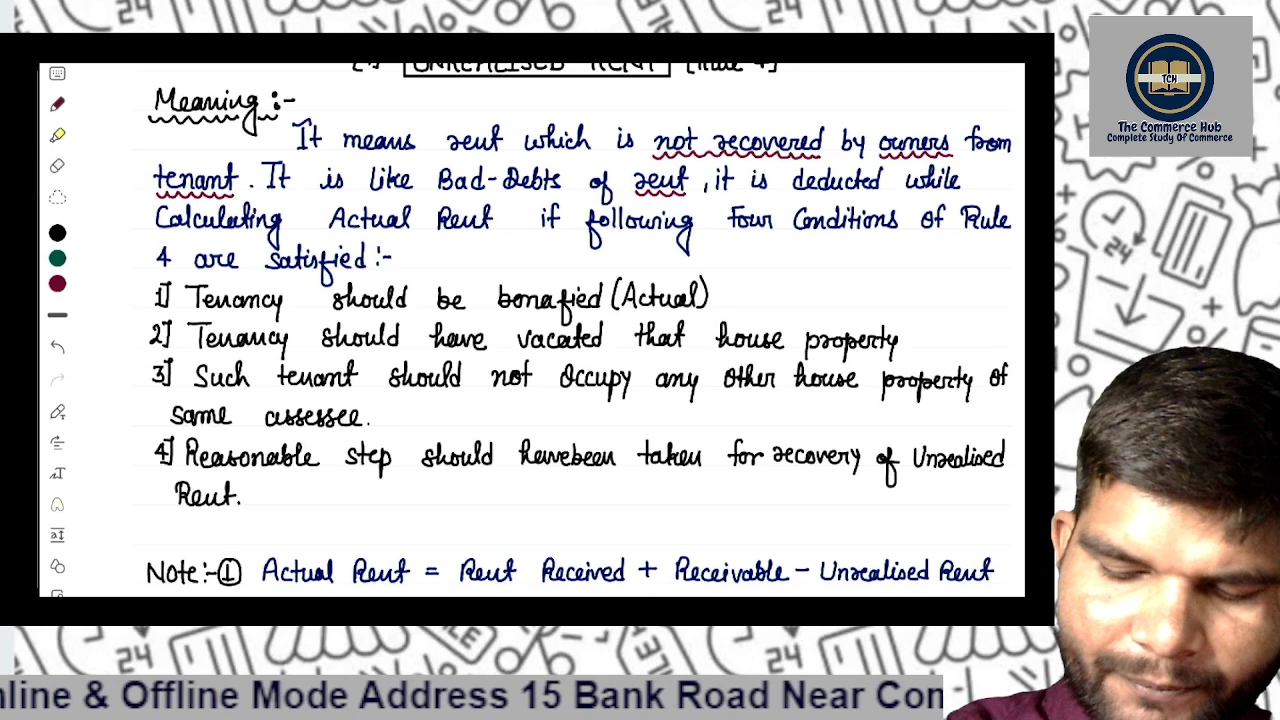 UNREALISED RENT
Meaning :-
It means rent which is not recovered by owners from
tenant. It is like Bad-Debts of rent, it is deducted while
Calculating Actual Rent if following Four Conditions of Rule
4 are satisfied:-
1] Tenancy should be bonafied (Actual)
2] Tenancy should have vacated that house property
3] Such tenant should not occupy any other house property of
same assessee.
4] Reasonable step should havebeen taken for recovery of Unrealised
Rent.
Note:-① Actual Rent = Rent Received + Receivable - Unrealised Rent
TCH
The Commerce Hub
Complete Study Of Commerce
nline & Offline Mode Address 15 Bank Road Near Com